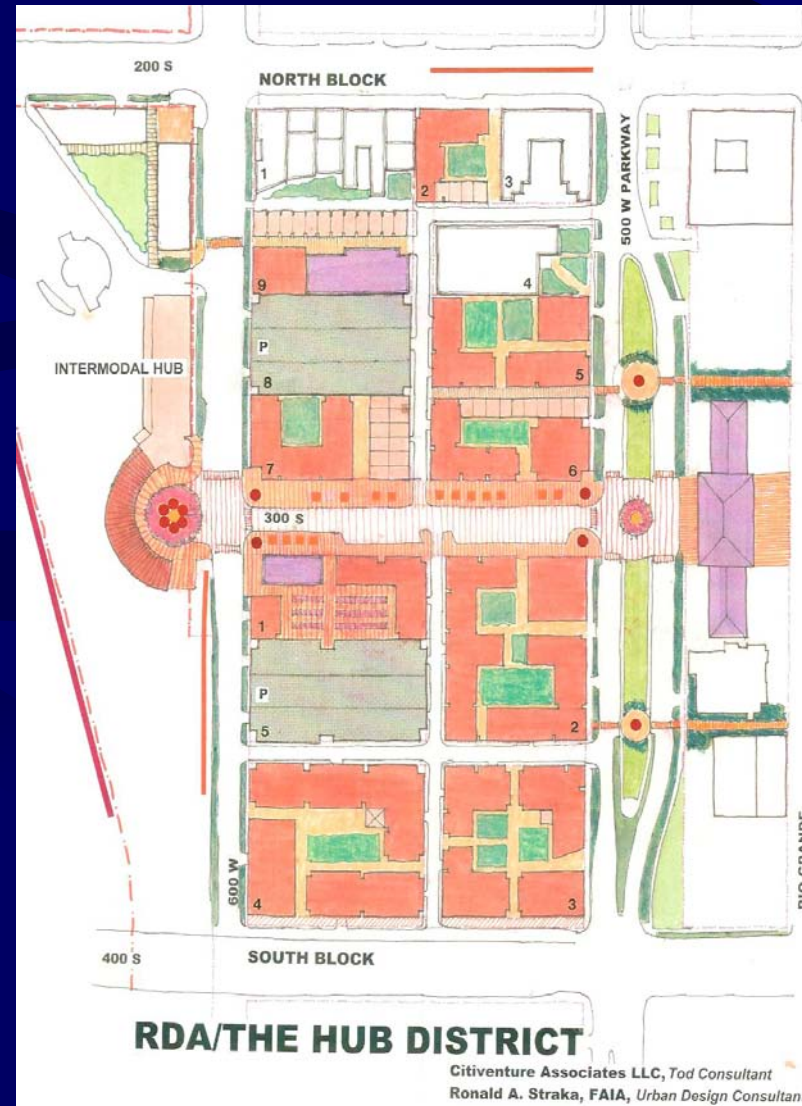 200 S
NORTH BLOCK
1
2
3
500 W PARKWAY
9
4
INTERMODAL HUB
P
8
5
7
6
300 S
1
P
5
2
600 W
4
3
400 S
SOUTH BLOCK
RDA/THE HUB DISTRICT
Citiventure Associates LLC, Tod Consultant
Ronald A. Straka, FAIA, Urban Design Consultan